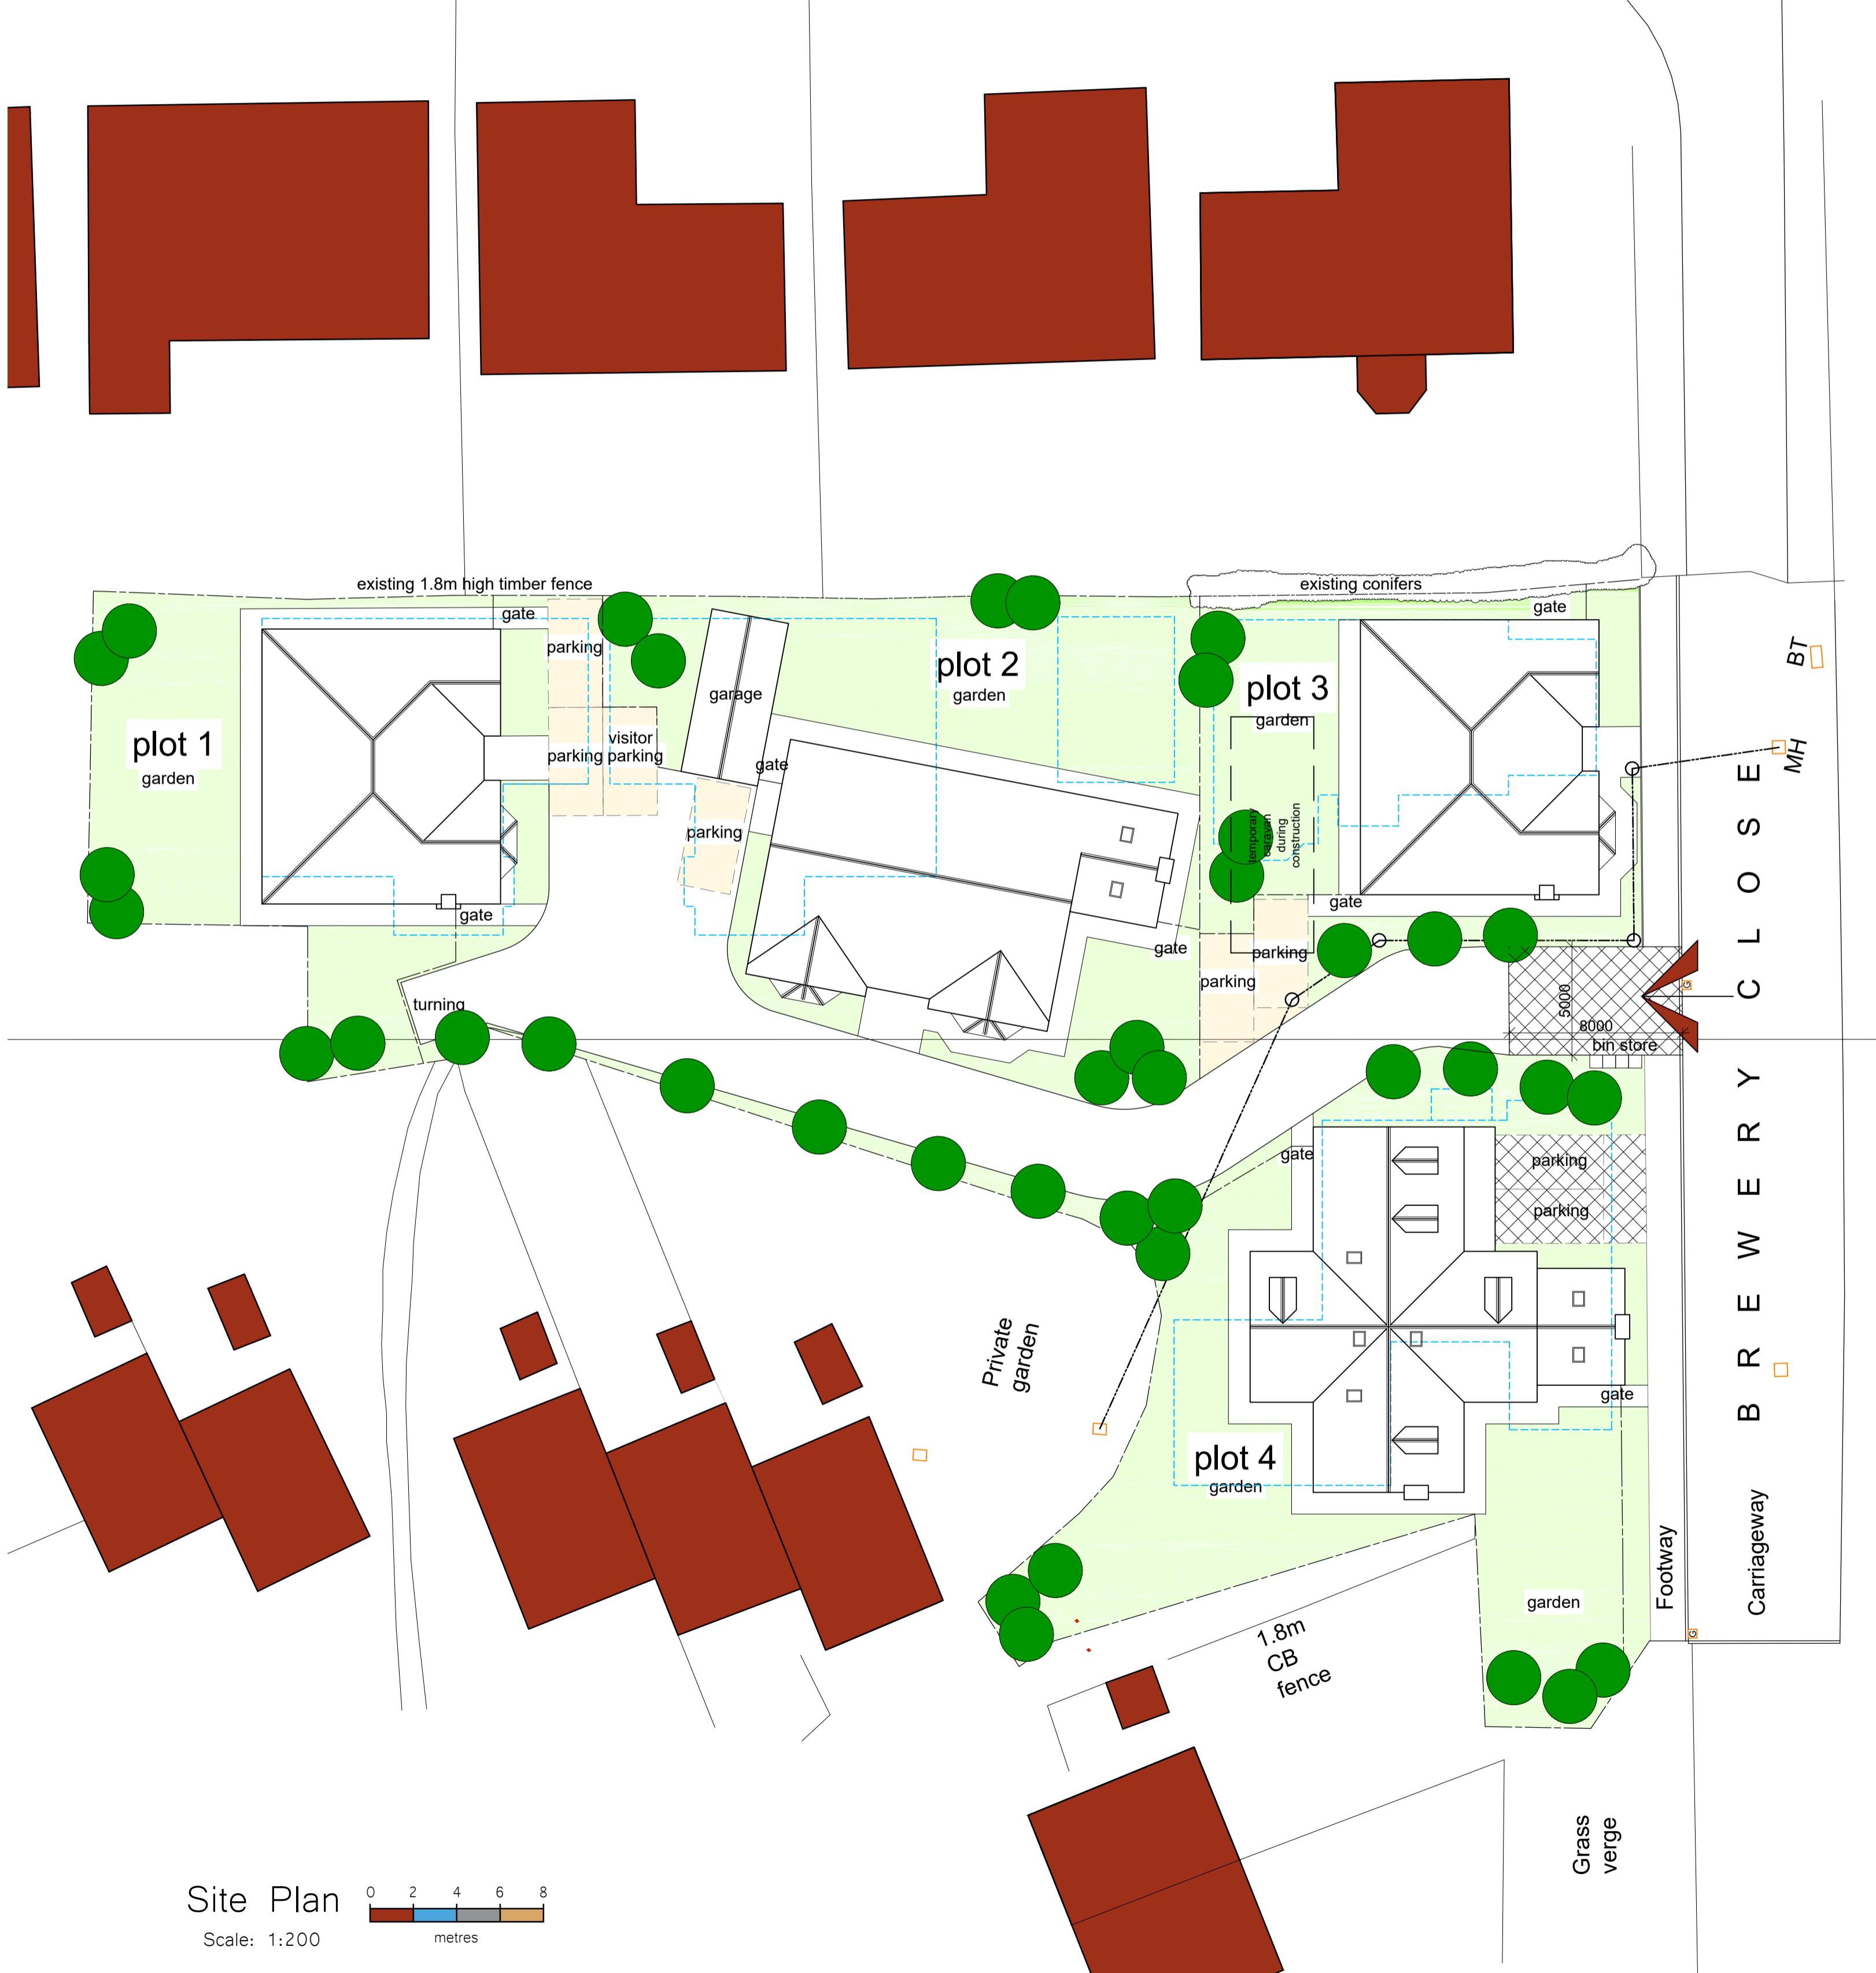 existing 1.8m high timber fence
existing conifers
gate
gate
parking
plot 1
garden
parking
visitor
parking
garage
gate
parking
plot 2
garden
plot 3
garden
temporary
caravan
during
construction
gate
gate
gate
parking
parking
turning
5000
8000
bin store
G
BT
MH
BREWERY CLOSE
gate
parking
parking
Private
garden
gate
plot 4
garden
garden
Footway
Carriageway
G
1.8m
CB
fence
Grass
verge
Site Plan
Scale: 1:200
0 2 4 6 8
metres